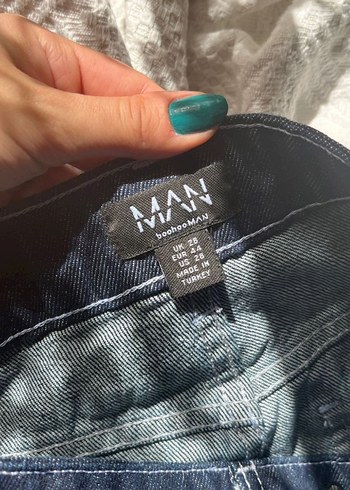 MAN
boohooMAN
UK 28
EUR 44
US 28
MADE IN
TURKEY